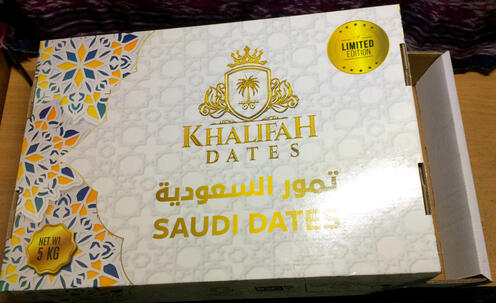 LIMITED
EDITION
KHALIFAH
DATES
تمور السعودية
SAUDI DATES
NET.WT
5 KG